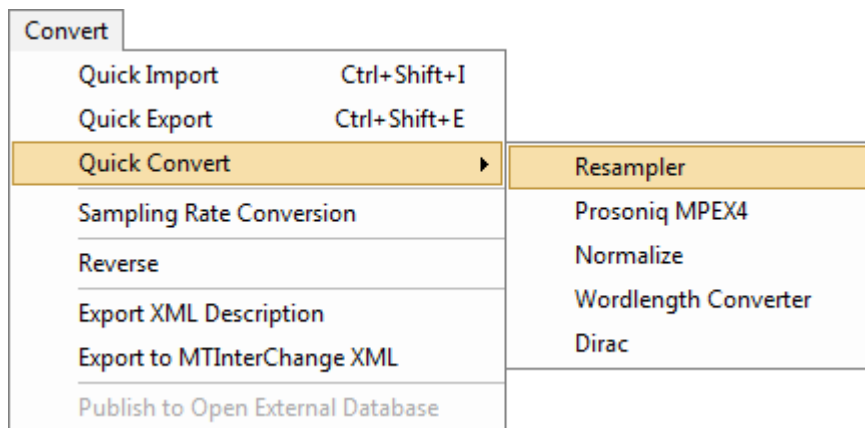 Convert
Quick Import Ctrl+Shift+I
Quick Export Ctrl+Shift+E
Quick Convert
Sampling Rate Conversion
Reverse
Export XML Description
Export to MTInterChange XML
Publish to Open External Database
Resampler
Prosoniq MPEX4
Normalize
Wordlength Converter
Dirac